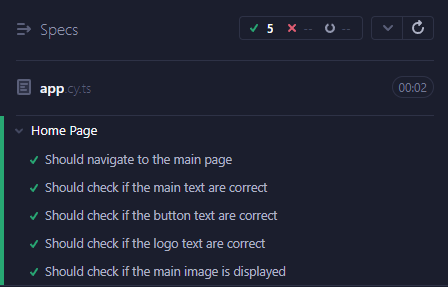 Specs
5 -- --
app.cy.ts
00:02
Home Page
Should navigate to the main page
Should check if the main text are correct
Should check if the button text are correct
Should check if the logo text are correct
Should check if the main image is displayed